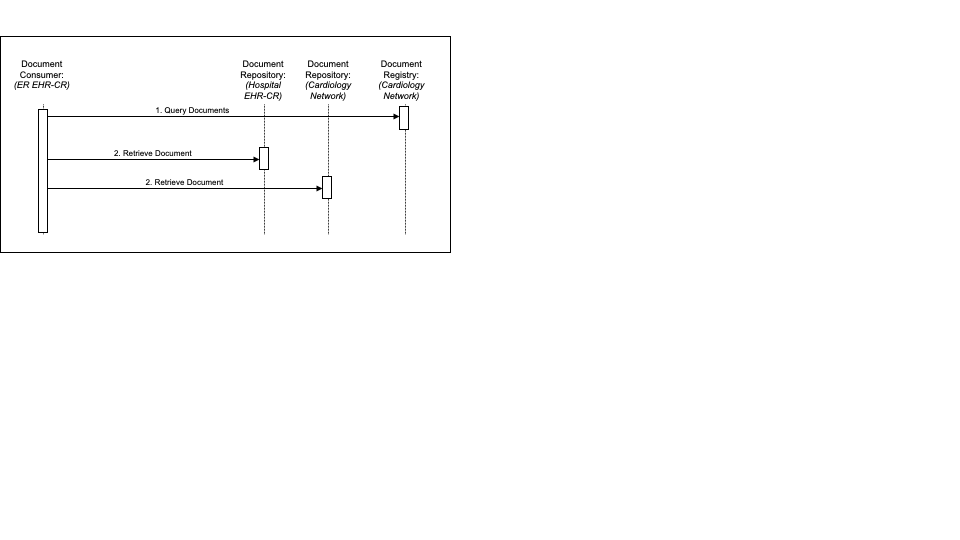 Document
Consumer:
(ER EHR-CR)
Document
Repository:
(Hospital
EHR-CR)
Document
Repository:
(Cardiology
Network)
Document
Registry:
(Cardiology
Network)
1. Query Documents
2. Retrieve Document
2. Retrieve Document